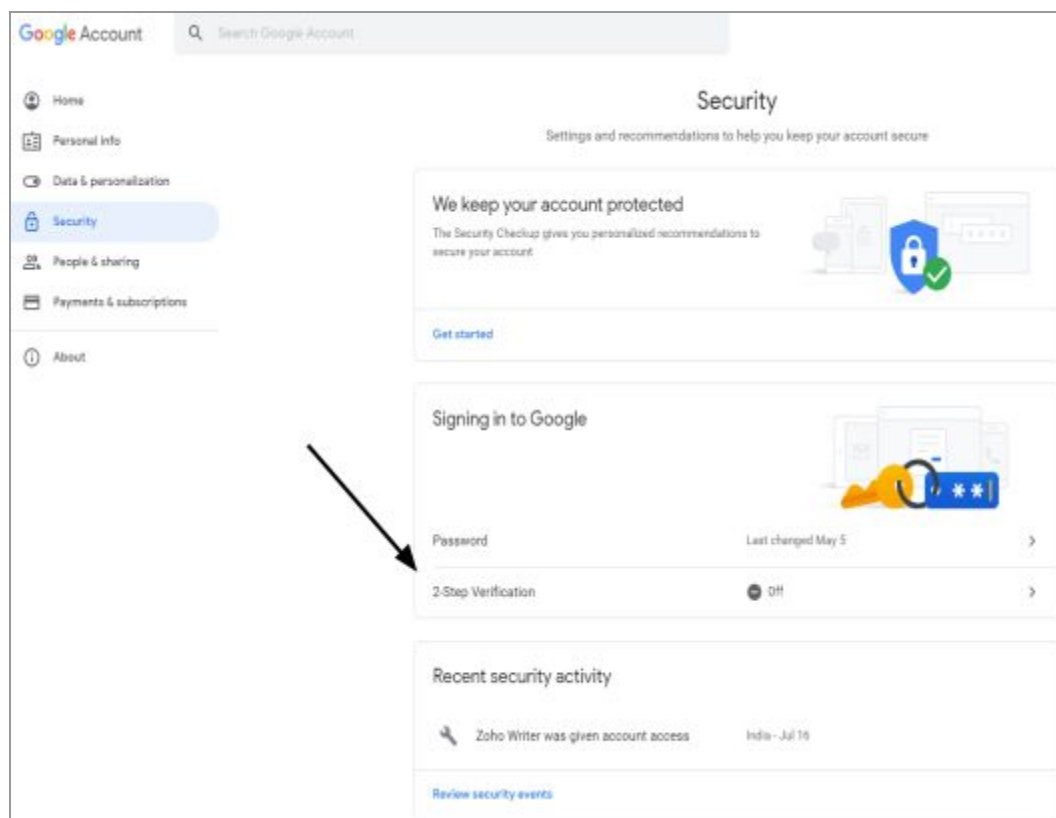 Google Account
Search Google Account
Home
Personal info
Data & personalization
Security
People & sharing
Payments & subscriptions
About
Security
Settings and recommendations to help you keep your account secure
We keep your account protected
The Security Checkup gives you personalized recommendations to
secure your account
Get started
Signing in to Google
**
Password Last changed May 5
2-Step Verification Off
Recent security activity
Zoho Writer was given account access India - Jul 16
Review security events